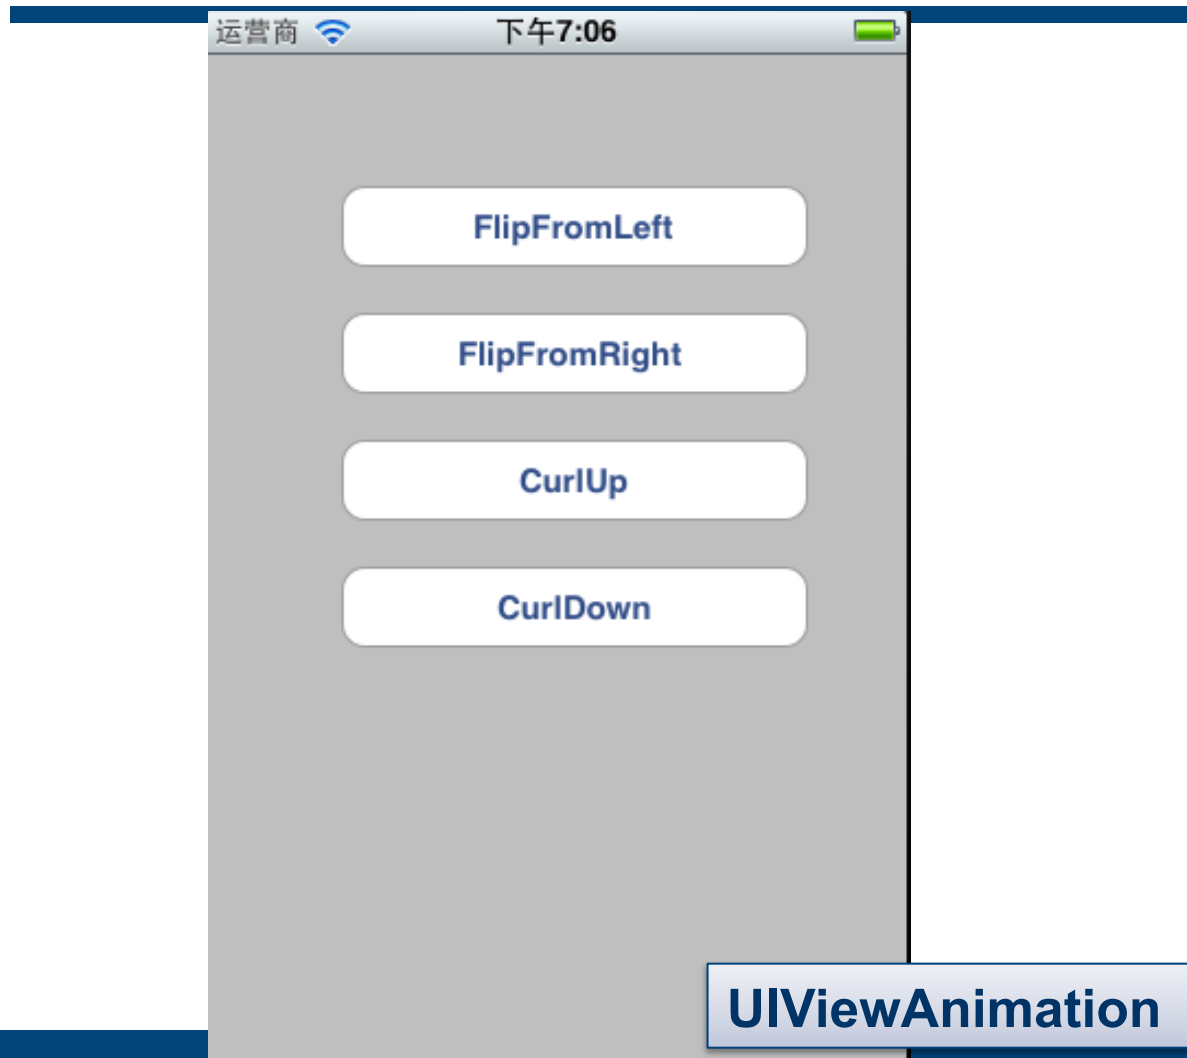 运营商 下午7:06
FlipFromLeft
FlipFromRight
CurlUp
CurlDown
UIViewAnimation